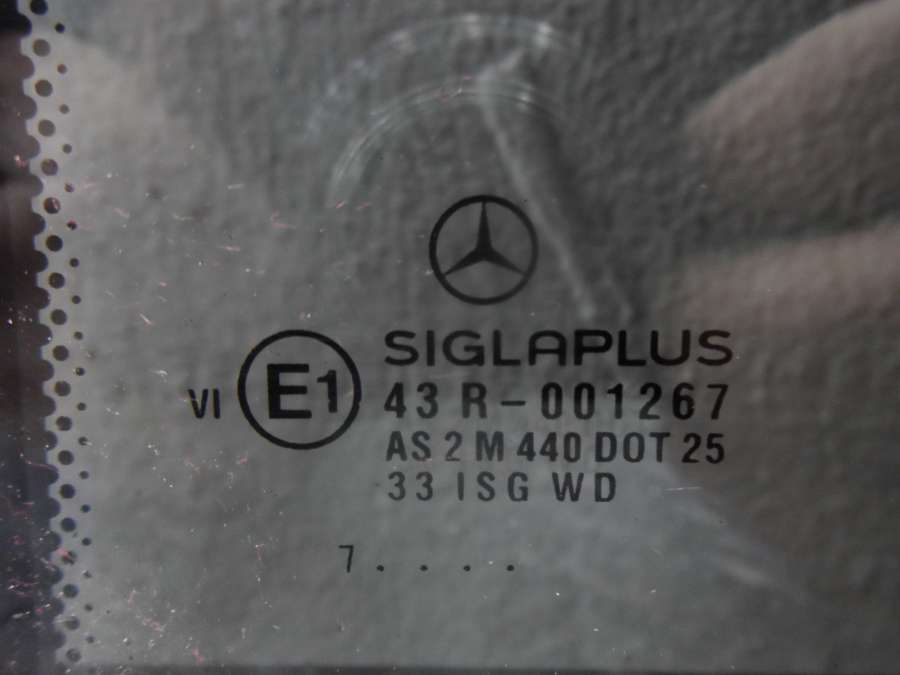 SIGLAPLUS
VI E1 43 R-001267
AS 2 M 440 DOT 25
33 ISG WD
7 . . . .